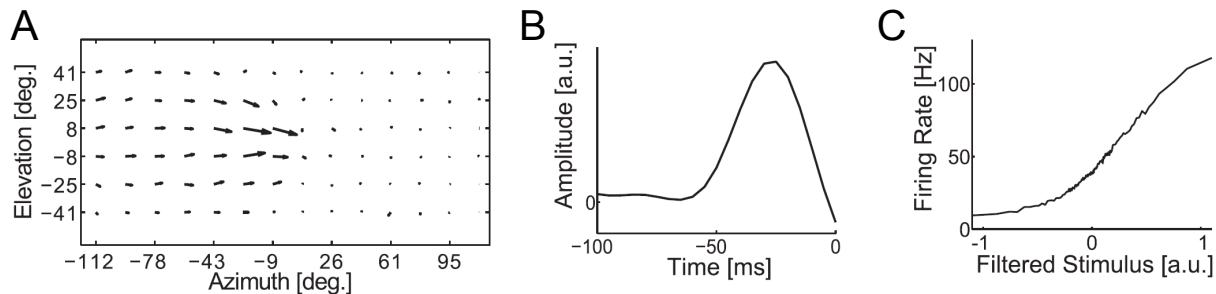 A
Elevation [deg.]
41
25
8
−8
−25
−41
−112 −78 −43 −9 26 61 95
Azimuth [deg.]
B
Amplitude [a.u.]
0
−100 −50 0
Time [ms]
C
Firing Rate [Hz]
100
50
0
-1 0 1
Filtered Stimulus [a.u.]